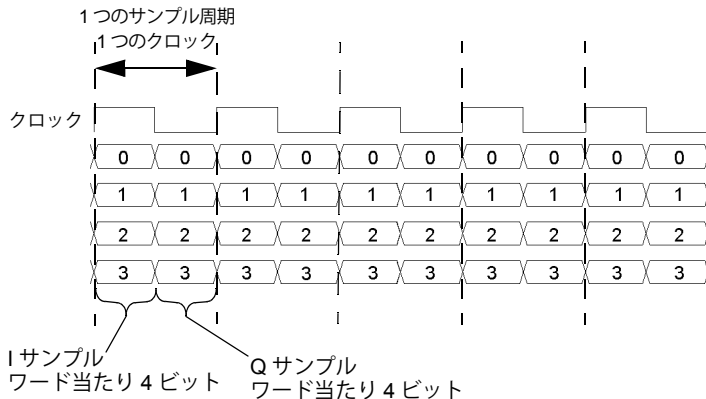 1 つのサンプル周期
1 つのクロック
クロック
0 0 0 0 0 0 0 0 0 0
1 1 1 1 1 1 1 1 1 1
2 2 2 2 2 2 2 2 2 2
3 3 3 3 3 3 3 3 3 3
I サンプル
ワード当たり 4 ビット
Q サンプル
ワード当たり 4 ビット